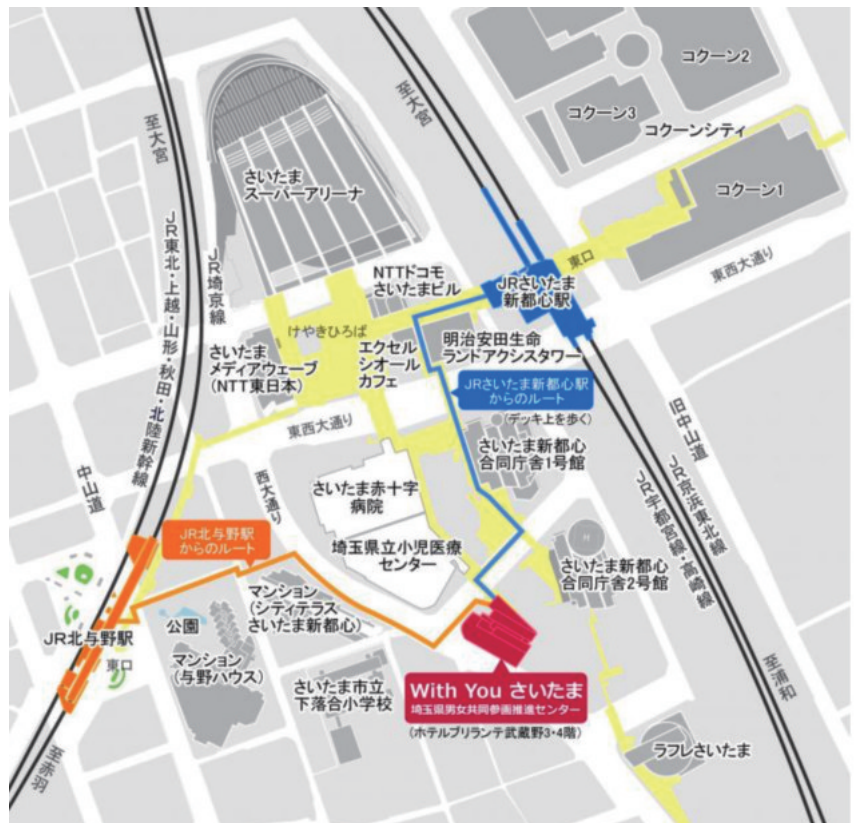 コクーン2
コクーン3
コクーンシティ
コクーン1
至大宮
至大宮
さいたま
スーパーアリーナ
JR東北・上越・山形・秋田・北陸新幹線
JR埼京線
NTTドコモ
さいたまビル
JRさいたま
新都心駅
東口
東西大通り
けやきひろば
さいたま
メディアウェーブ
(NTT東日本)
エクセル
シオール
カフェ
明治安田生命
ランドアクシスタワー
JRさいたま新都心駅
からのルート
(デッキ上を歩く)
東西大通り
さいたま新都心
合同庁舎1号館
旧中山道
JR京浜東北線
JR宇都宮線・高崎線
中山道
西大通り
さいたま赤十字
病院
JR北与野駅
からのルート
埼玉県立小児医療
センター
H
さいたま新都心
合同庁舎2号館
マンション
(シティテラス
さいたま新都心)
公園
JR北与野駅
東口
マンション
(与野ハウス)
さいたま市立
下落合小学校
With You さいたま
埼玉県男女共同参画推進センター
(ホテルブリランテ武蔵野3・4階)
至浦和
ラフレさいたま
至赤羽